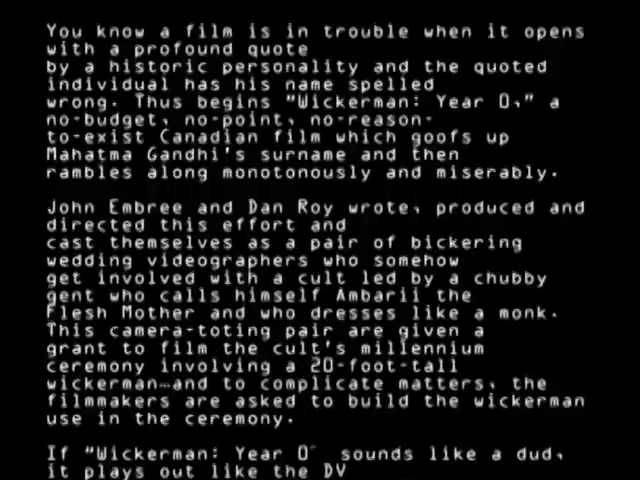 You know a film is in trouble when it opens
with a profound quote
by a historic personality and the quoted
individual has his name spelled
wrong. Thus begins "Wickerman: Year 0," a
no-budget, no-point, no-reason-
to-exist Canadian film which goofs up
Mahatma Gandhi's surname and then
rambles along monotonously and miserably.
John Embree and Dan Roy wrote, produced and
directed this effort and
cast themselves as a pair of bickering
wedding videographers who somehow
get involved with a cult led by a chubby
gent who calls himself Ambarii the
Flesh Mother and who dresses like a monk.
This camera-toting pair are given a
grant to film the cult's millennium
ceremony involving a 20-foot-tall
wickerman--and to complicate matters, the
filmmakers are asked to build the wickerman
use in the ceremony.
If "Wickerman: Year 0" sounds like a dud,
it plays out like the DV